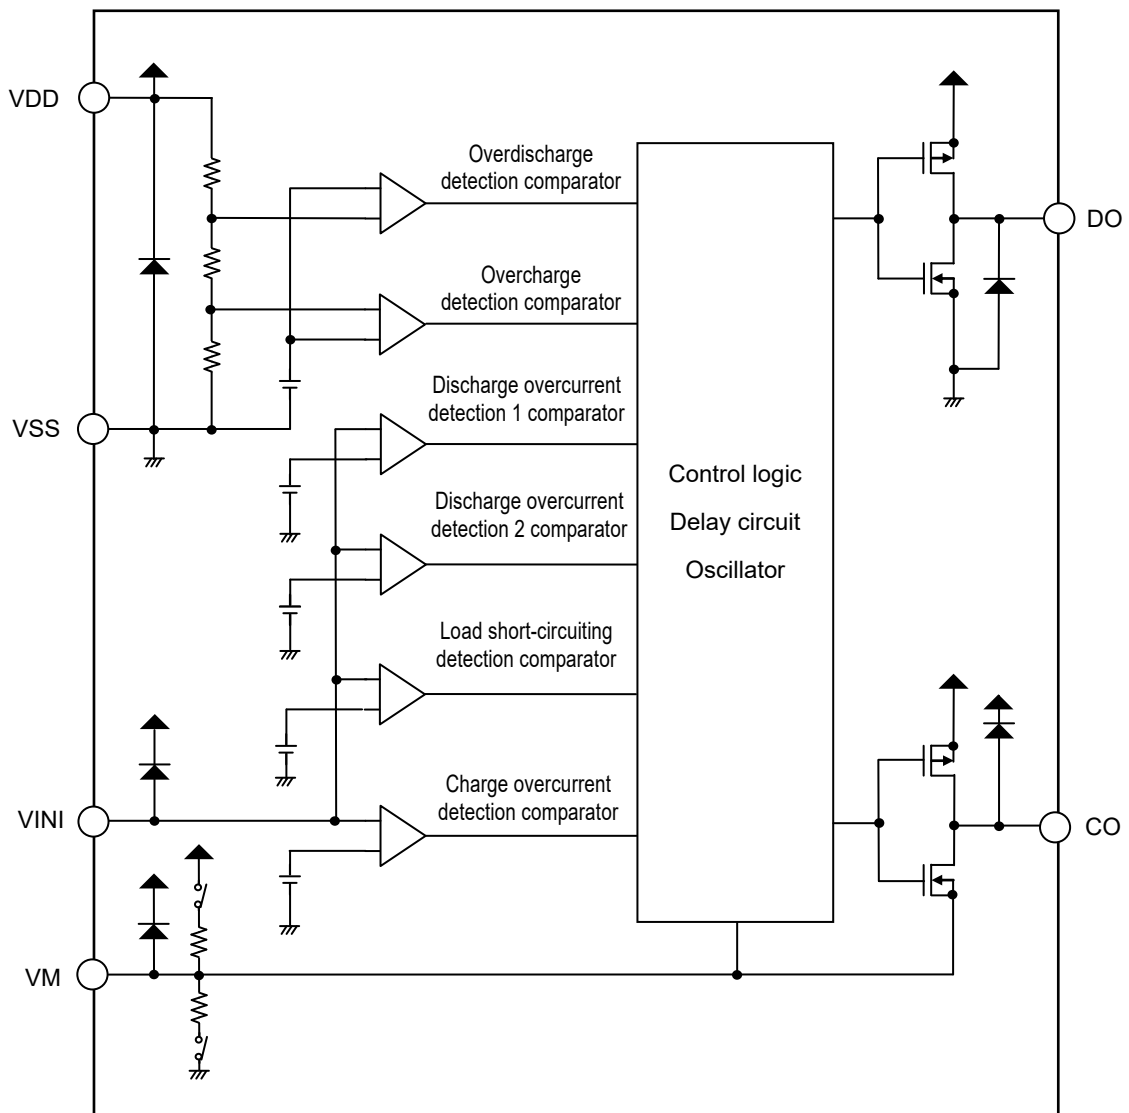 VDD
Overdischarge
detection comparator
DO
Overcharge
detection comparator
Discharge overcurrent
detection 1 comparator
VSS
Control logic
Delay circuit
Oscillator
Discharge overcurrent
detection 2 comparator
Load short-circuiting
detection comparator
Charge overcurrent
detection comparator
VINI
CO
VM